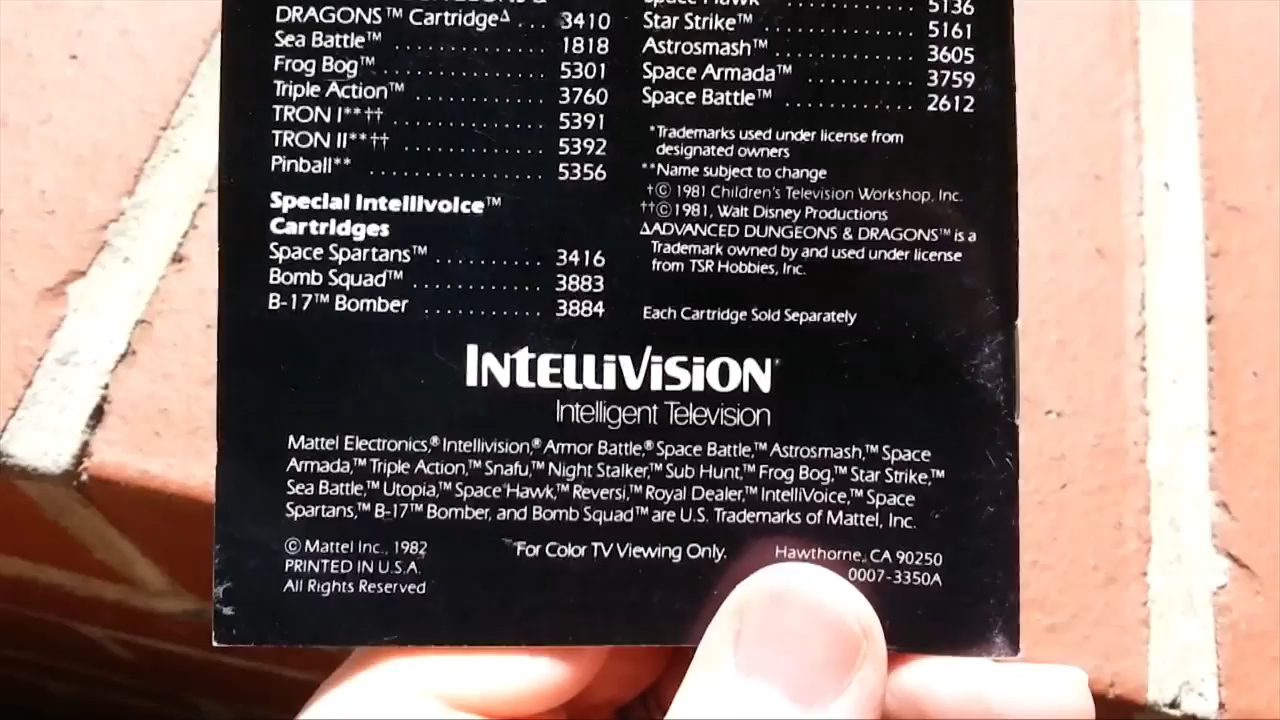 DRAGONS™ Cartridge∆ ... 3410
Sea Battle™ ............. 1818
Frog Bog™ .............. 5301
Triple Action™ ........... 3760
TRON I**†† ............. 5391
TRON II**†† ............ 5392
Pinball** ............... 5356
Special Intellivoice™
Cartridges
Space Spartans™ .......... 3416
Bomb Squad™ ........... 3883
B-17™ Bomber .......... 3884
Space Hawk ........... 5136
Star Strike™ ............. 5161
Astrosmash™ ............ 3605
Space Armada™ ......... 3759
Space Battle™ ........... 2612
*Trademarks used under license from
designated owners
**Name subject to change
†© 1981 Children's Television Workshop, Inc.
††©1981, Walt Disney Productions
∆ADVANCED DUNGEONS & DRAGONS™ is a
Trademark owned by and used under license
from TSR Hobbies, Inc.
Each Cartridge Sold Separately
INTELLIVISION
Intelligent Television
Mattel Electronics,® Intellivision,® Armor Battle,® Space Battle,™ Astrosmash,™ Space
Armada,™ Triple Action,™ Snafu,™ Night Stalker,™ Sub Hunt,™ Frog Bog,™ Star Strike,™
Sea Battle,™ Utopia,™ Space Hawk,™ Reversi,™ Royal Dealer,™ IntelliVoice,™ Space
Spartans,™ B-17™ Bomber, and Bomb Squad™ are U.S. Trademarks of Mattel, Inc.
© Mattel Inc., 1982
PRINTED IN U.S.A.
All Rights Reserved
For Color TV Viewing Only.
Hawthorne, CA 90250
0007-3350A